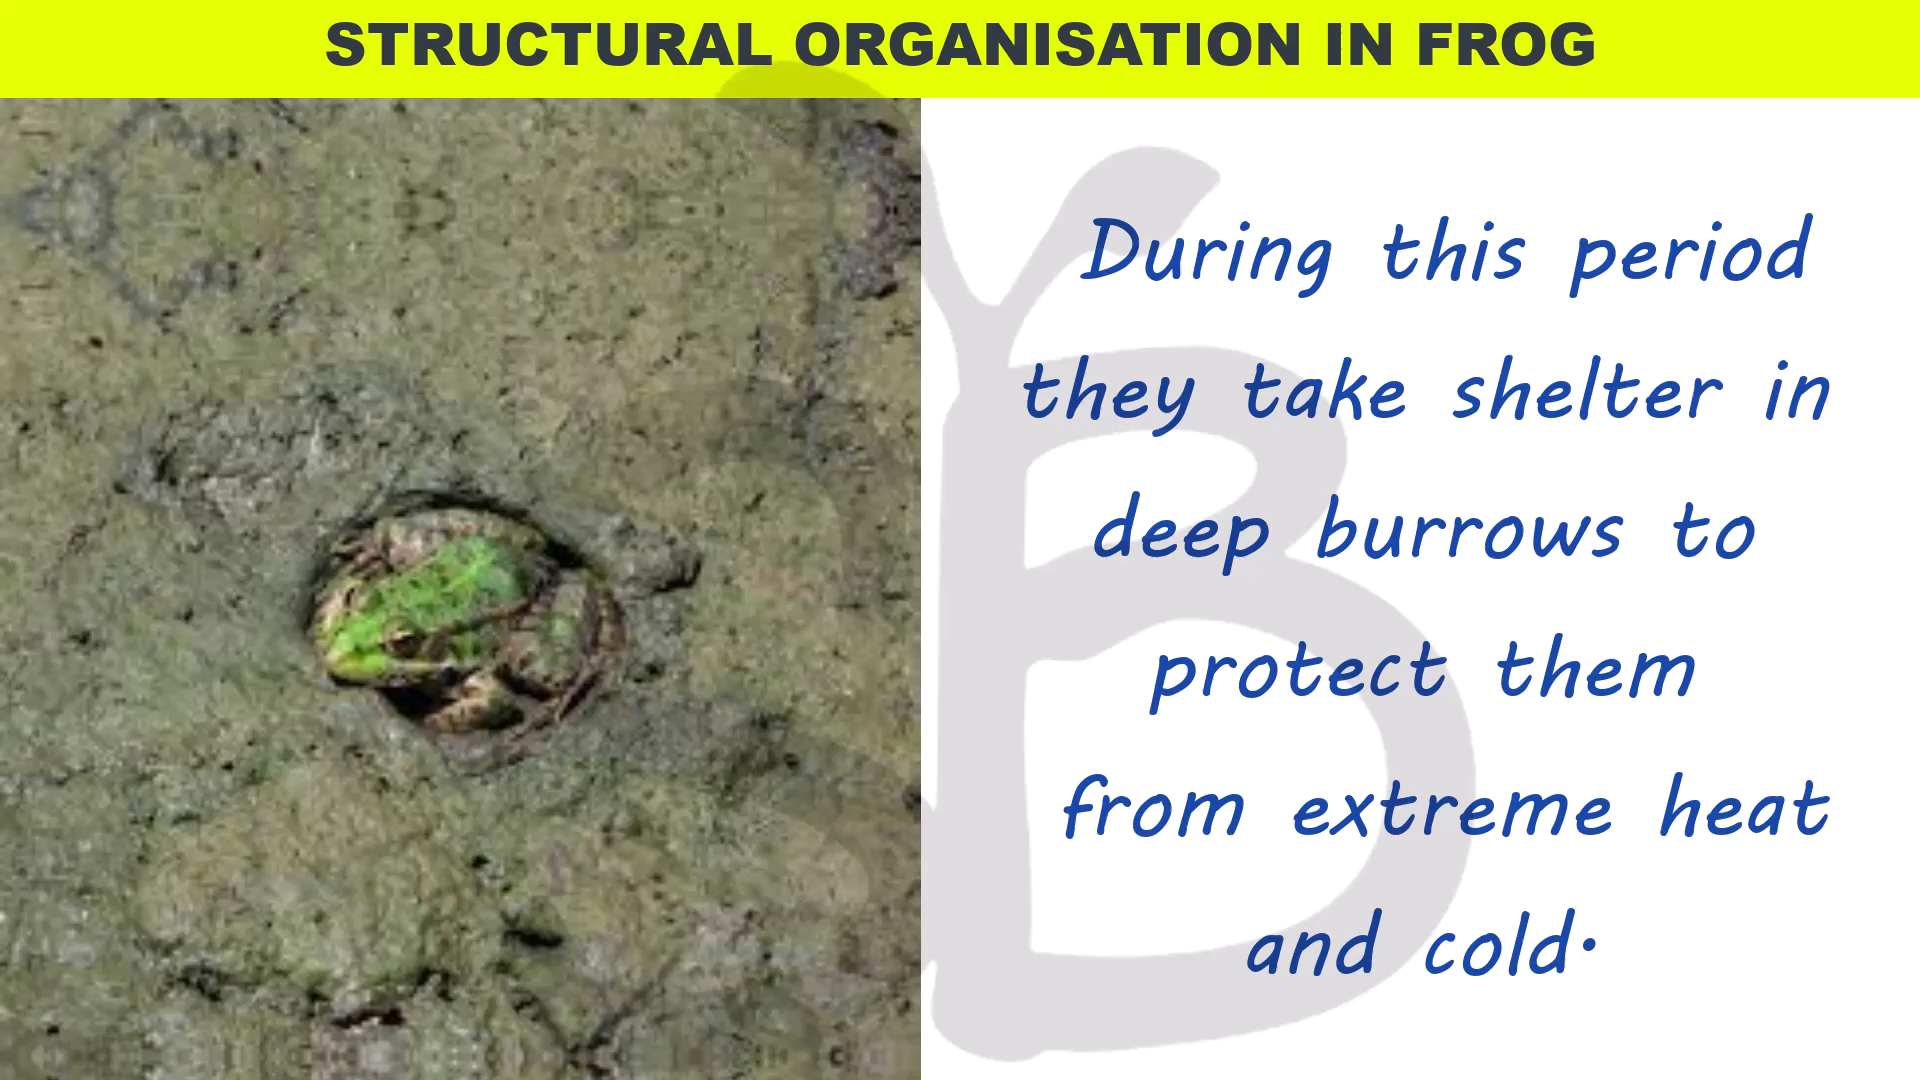 STRUCTURAL ORGANISATION IN FROG
During this period
they take shelter in
deep burrows to
protect them
from extreme heat
and cold.